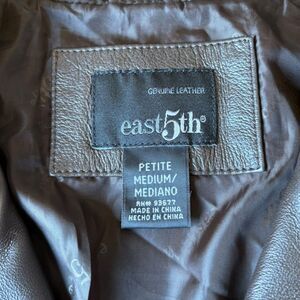 GENUINE LEATHER
east5th®
PETITE
MEDIUM/
MEDIANO
RN# 93677
MADE IN CHINA
HECHO EN CHINA